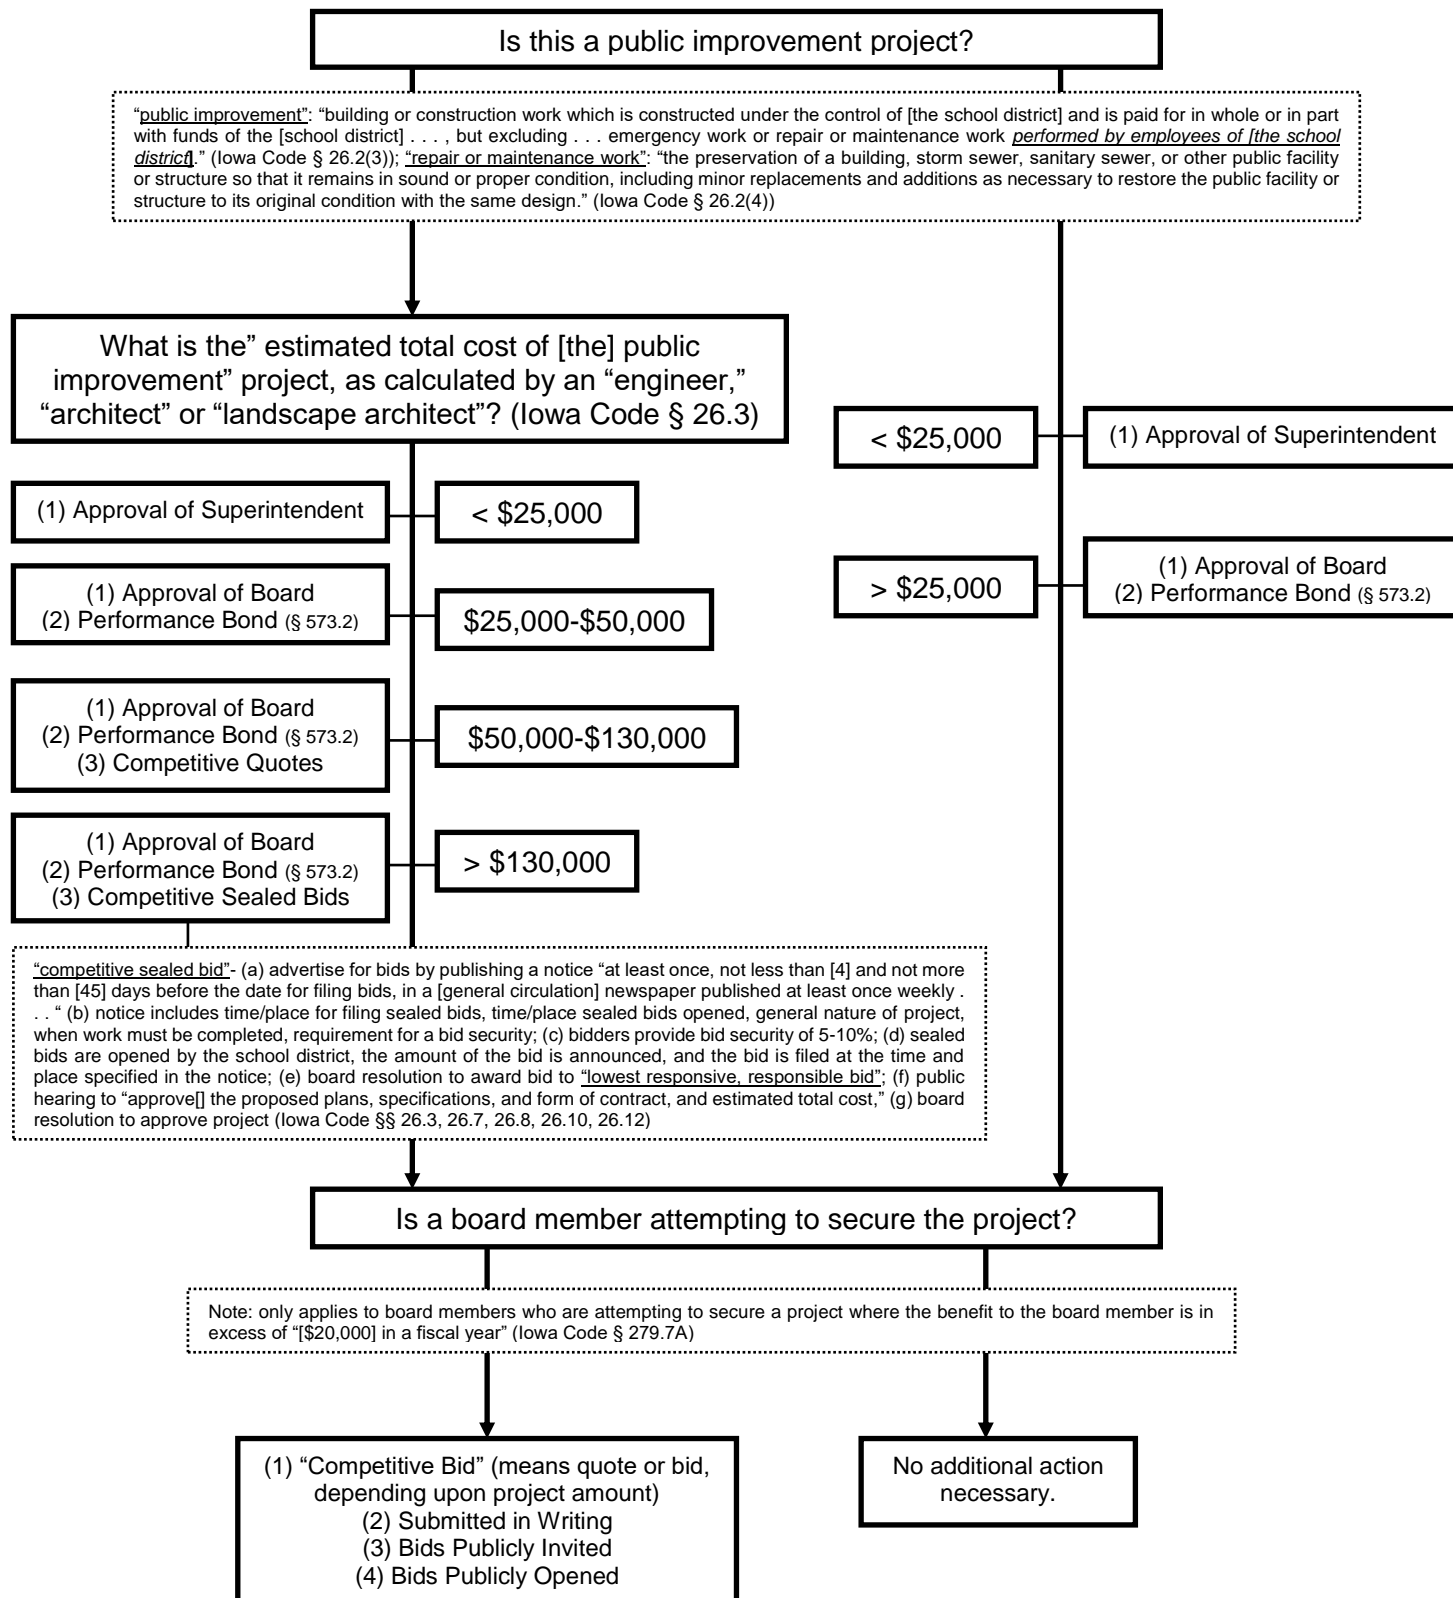 Is this a public improvement project?
“public improvement”: “building or construction work which is constructed under the control of [the school district] and is paid for in whole or in part
with funds of the [school district] . . . , but excluding . . . emergency work or repair or maintenance work performed by employees of [the school
district].” (Iowa Code § 26.2(3)); “repair or maintenance work”: “the preservation of a building, storm sewer, sanitary sewer, or other public facility
or structure so that it remains in sound or proper condition, including minor replacements and additions as necessary to restore the public facility or
structure to its original condition with the same design.” (Iowa Code § 26.2(4))
What is the” estimated total cost of [the] public
improvement” project, as calculated by an “engineer,”
“architect” or “landscape architect”? (Iowa Code § 26.3)
< $25,000
(1) Approval of Superintendent
(1) Approval of Superintendent
< $25,000
> $25,000
(1) Approval of Board
(2) Performance Bond (§ 573.2)
(1) Approval of Board
(2) Performance Bond (§ 573.2)
$25,000-$50,000
(1) Approval of Board
(2) Performance Bond (§ 573.2)
(3) Competitive Quotes
$50,000-$130,000
(1) Approval of Board
(2) Performance Bond (§ 573.2)
(3) Competitive Sealed Bids
> $130,000
“competitive sealed bid”- (a) advertise for bids by publishing a notice “at least once, not less than [4] and not more
than [45] days before the date for filing bids, in a [general circulation] newspaper published at least once weekly .
. . “ (b) notice includes time/place for filing sealed bids, time/place sealed bids opened, general nature of project,
when work must be completed, requirement for a bid security; (c) bidders provide bid security of 5-10%; (d) sealed
bids are opened by the school district, the amount of the bid is announced, and the bid is filed at the time and
place specified in the notice; (e) board resolution to award bid to “lowest responsive, responsible bid”; (f) public
hearing to “approve[] the proposed plans, specifications, and form of contract, and estimated total cost,” (g) board
resolution to approve project (Iowa Code §§ 26.3, 26.7, 26.8, 26.10, 26.12)
Is a board member attempting to secure the project?
Note: only applies to board members who are attempting to secure a project where the benefit to the board member is in
excess of “[$20,000] in a fiscal year” (Iowa Code § 279.7A)
(1) “Competitive Bid” (means quote or bid,
depending upon project amount)
(2) Submitted in Writing
(3) Bids Publicly Invited
(4) Bids Publicly Opened
No additional action
necessary.